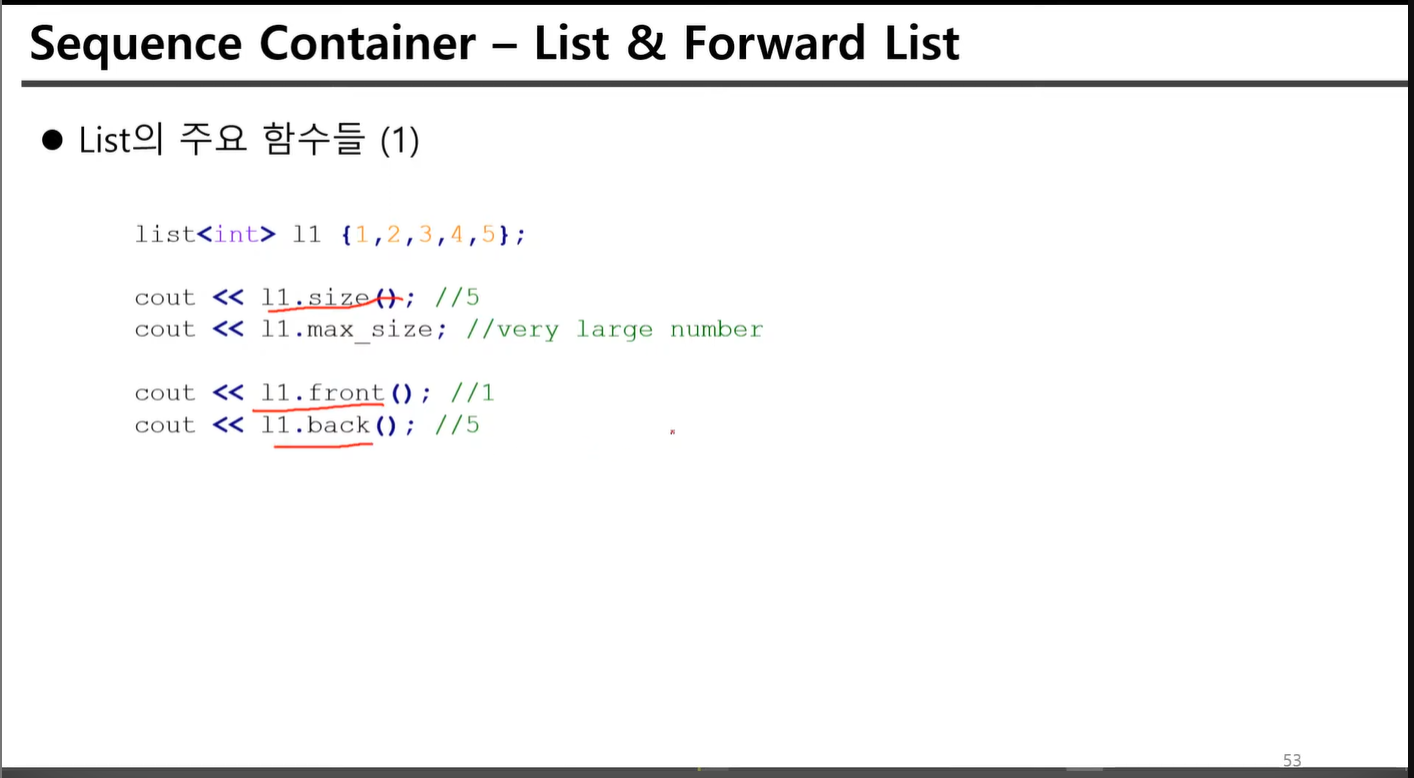 Sequence Container – List & Forward List
● List의 주요 함수들 (1)
list<int> l1 {1,2,3,4,5};
cout << l1.size(); //5
cout << l1.max_size; //very large number
cout << l1.front(); //1
cout << l1.back(); //5
53